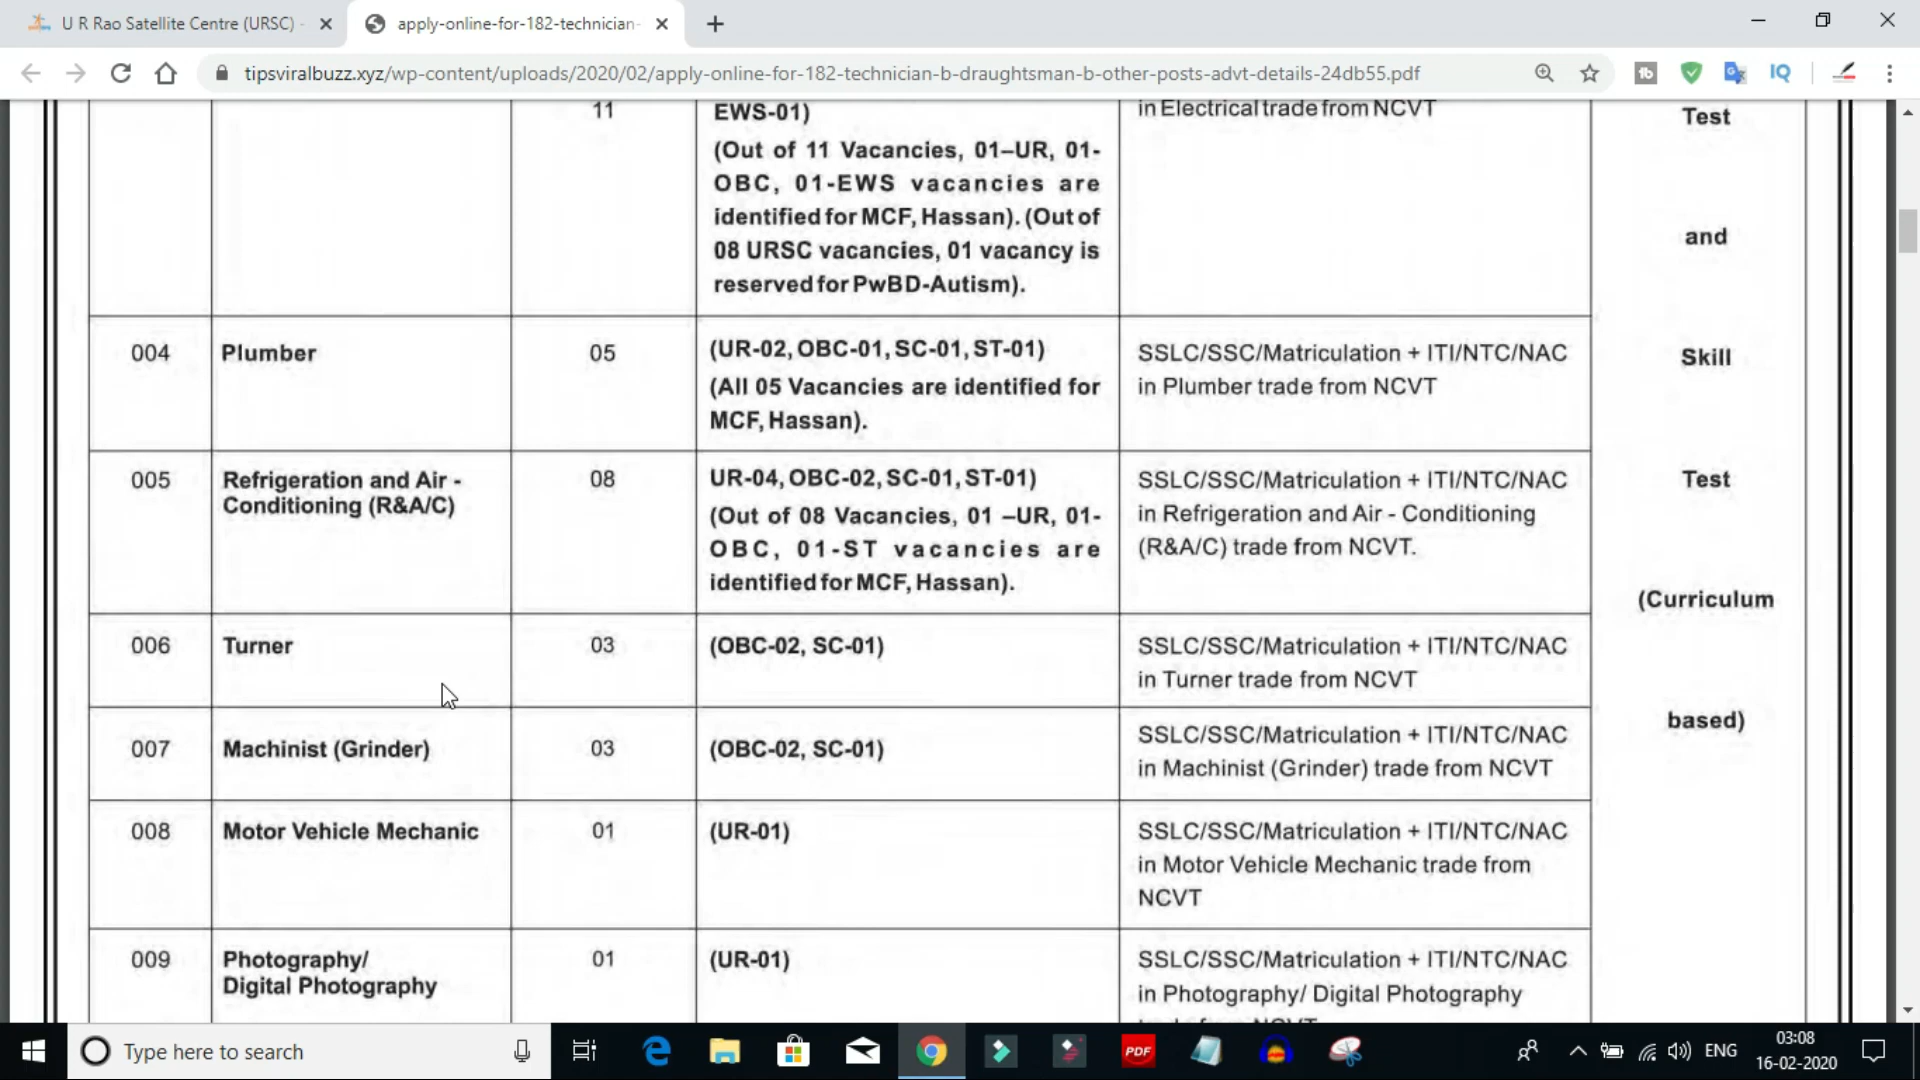 U R Rao Satellite Centre (URSC) -
apply-online-for-182-technician-
tipsviralbuzz.xyz/wp-content/uploads/2020/02/apply-online-for-182-technician-b-draughtsman-b-other-posts-advt-details-24db55.pdf
11
EWS-01)
(Out of 11 Vacancies, 01–UR, 01-
OBC, 01-EWS vacancies are
identified for MCF, Hassan). (Out of
08 URSC vacancies, 01 vacancy is
reserved for PwBD-Autism).
in Electrical trade from NCVT
004
Plumber
05
(UR-02, OBC-01, SC-01, ST-01)
(All 05 Vacancies are identified for
MCF, Hassan).
SSLC/SSC/Matriculation + ITI/NTC/NAC
in Plumber trade from NCVT
005
Refrigeration and Air -
Conditioning (R&A/C)
08
UR-04, OBC-02, SC-01, ST-01)
(Out of 08 Vacancies, 01 –UR, 01-
OBC, 01-ST vacancies are
identified for MCF, Hassan).
SSLC/SSC/Matriculation + ITI/NTC/NAC
in Refrigeration and Air - Conditioning
(R&A/C) trade from NCVT.
006
Turner
03
(OBC-02, SC-01)
SSLC/SSC/Matriculation + ITI/NTC/NAC
in Turner trade from NCVT
007
Machinist (Grinder)
03
(OBC-02, SC-01)
SSLC/SSC/Matriculation + ITI/NTC/NAC
in Machinist (Grinder) trade from NCVT
008
Motor Vehicle Mechanic
01
(UR-01)
SSLC/SSC/Matriculation + ITI/NTC/NAC
in Motor Vehicle Mechanic trade from
NCVT
009
Photography/
Digital Photography
01
(UR-01)
SSLC/SSC/Matriculation + ITI/NTC/NAC
in Photography/ Digital Photography
Test
and
Skill
Test
(Curriculum
based)
Type here to search
PDF
ENG
03:08
16-02-2020